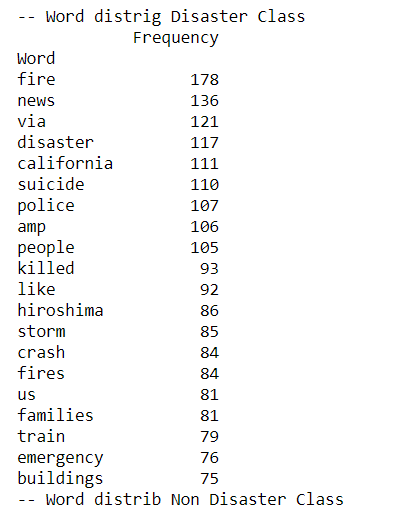 -- Word distrig Disaster Class
Frequency
Word
fire 178
news 136
via 121
disaster 117
california 111
suicide 110
police 107
amp 106
people 105
killed 93
like 92
hiroshima 86
storm 85
crash 84
fires 84
us 81
families 81
train 79
emergency 76
buildings 75
-- Word distrib Non Disaster Class